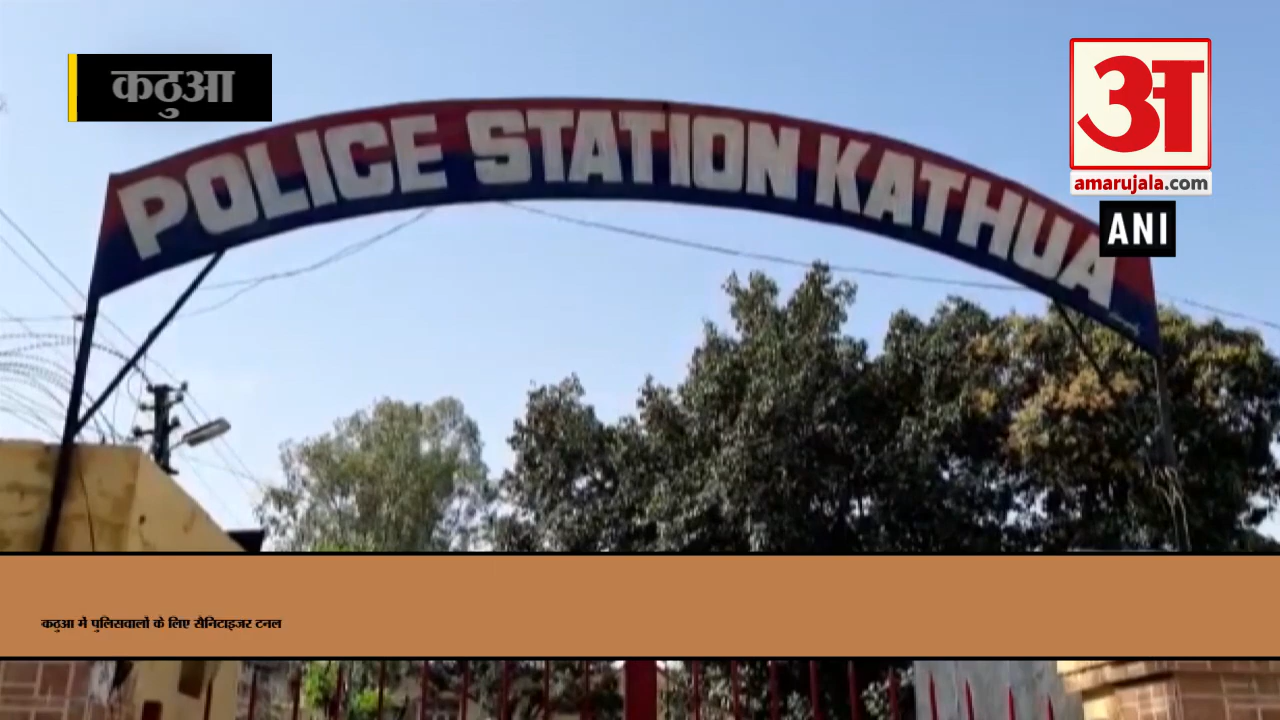 कठुआ
POLICE STATION KATHUA
अ
amarujala.com
ANI
कठुआ में पुलिसवालों के लिए सैनिटाइजर टनल